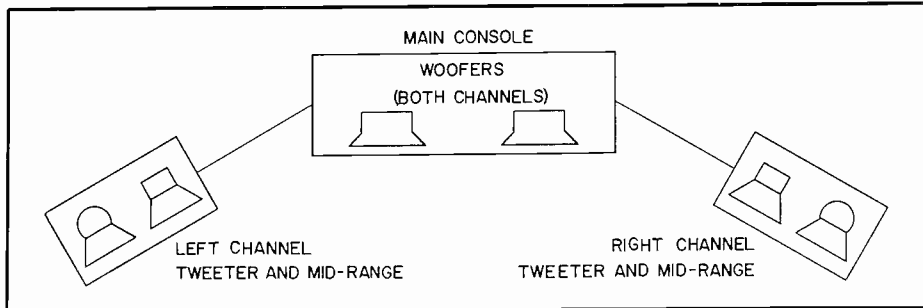 MAIN CONSOLE
WOOFERS
(BOTH CHANNELS)
LEFT CHANNEL
TWEETER AND MID-RANGE
RIGHT CHANNEL
TWEETER AND MID-RANGE